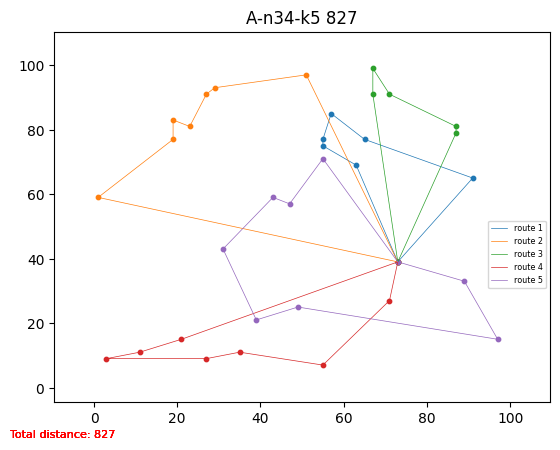 A-n34-k5 827
100
80
60
40
20
0
0 20 40 60 80 100
route 1
route 2
route 3
route 4
route 5
Total distance: 827